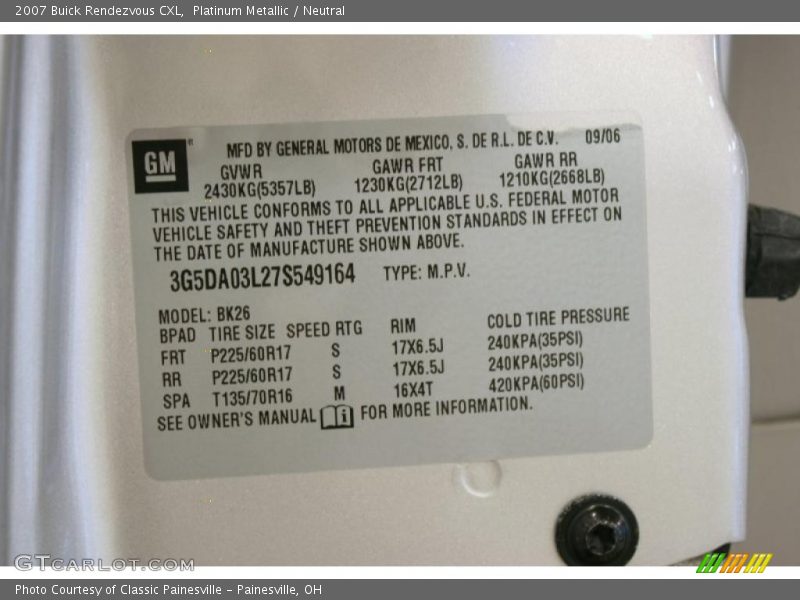 2007 Buick Rendezvous CXL,  Platinum Metallic / Neutral
GM
MFD BY GENERAL MOTORS DE MEXICO, S. DE R.L. DE C.V. 09/06
GVWR GAWR FRT GAWR RR
2430KG(5357LB) 1230KG(2712LB) 1210KG(2668LB)
THIS VEHICLE CONFORMS TO ALL APPLICABLE U.S. FEDERAL MOTOR
VEHICLE SAFETY AND THEFT PREVENTION STANDARDS IN EFFECT ON
THE DATE OF MANUFACTURE SHOWN ABOVE.
3G5DA03L27S549164 TYPE: M.P.V.
MODEL: BK26
BPAD TIRE SIZE SPEED RTG RIM COLD TIRE PRESSURE
FRT P225/60R17 S 17X6.5J 240KPA(35PSI)
RR P225/60R17 S 17X6.5J 240KPA(35PSI)
SPA T135/70R16 M 16X4T 420KPA(60PSI)
SEE OWNER'S MANUAL FOR MORE INFORMATION.
GTCARLOT.COM
Photo Courtesy of Classic Painesville - Painesville, OH